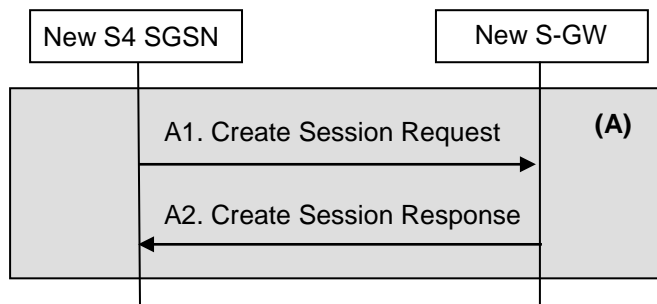 New S4 SGSN
New S-GW
(A)
A1. Create Session Request
A2. Create Session Response